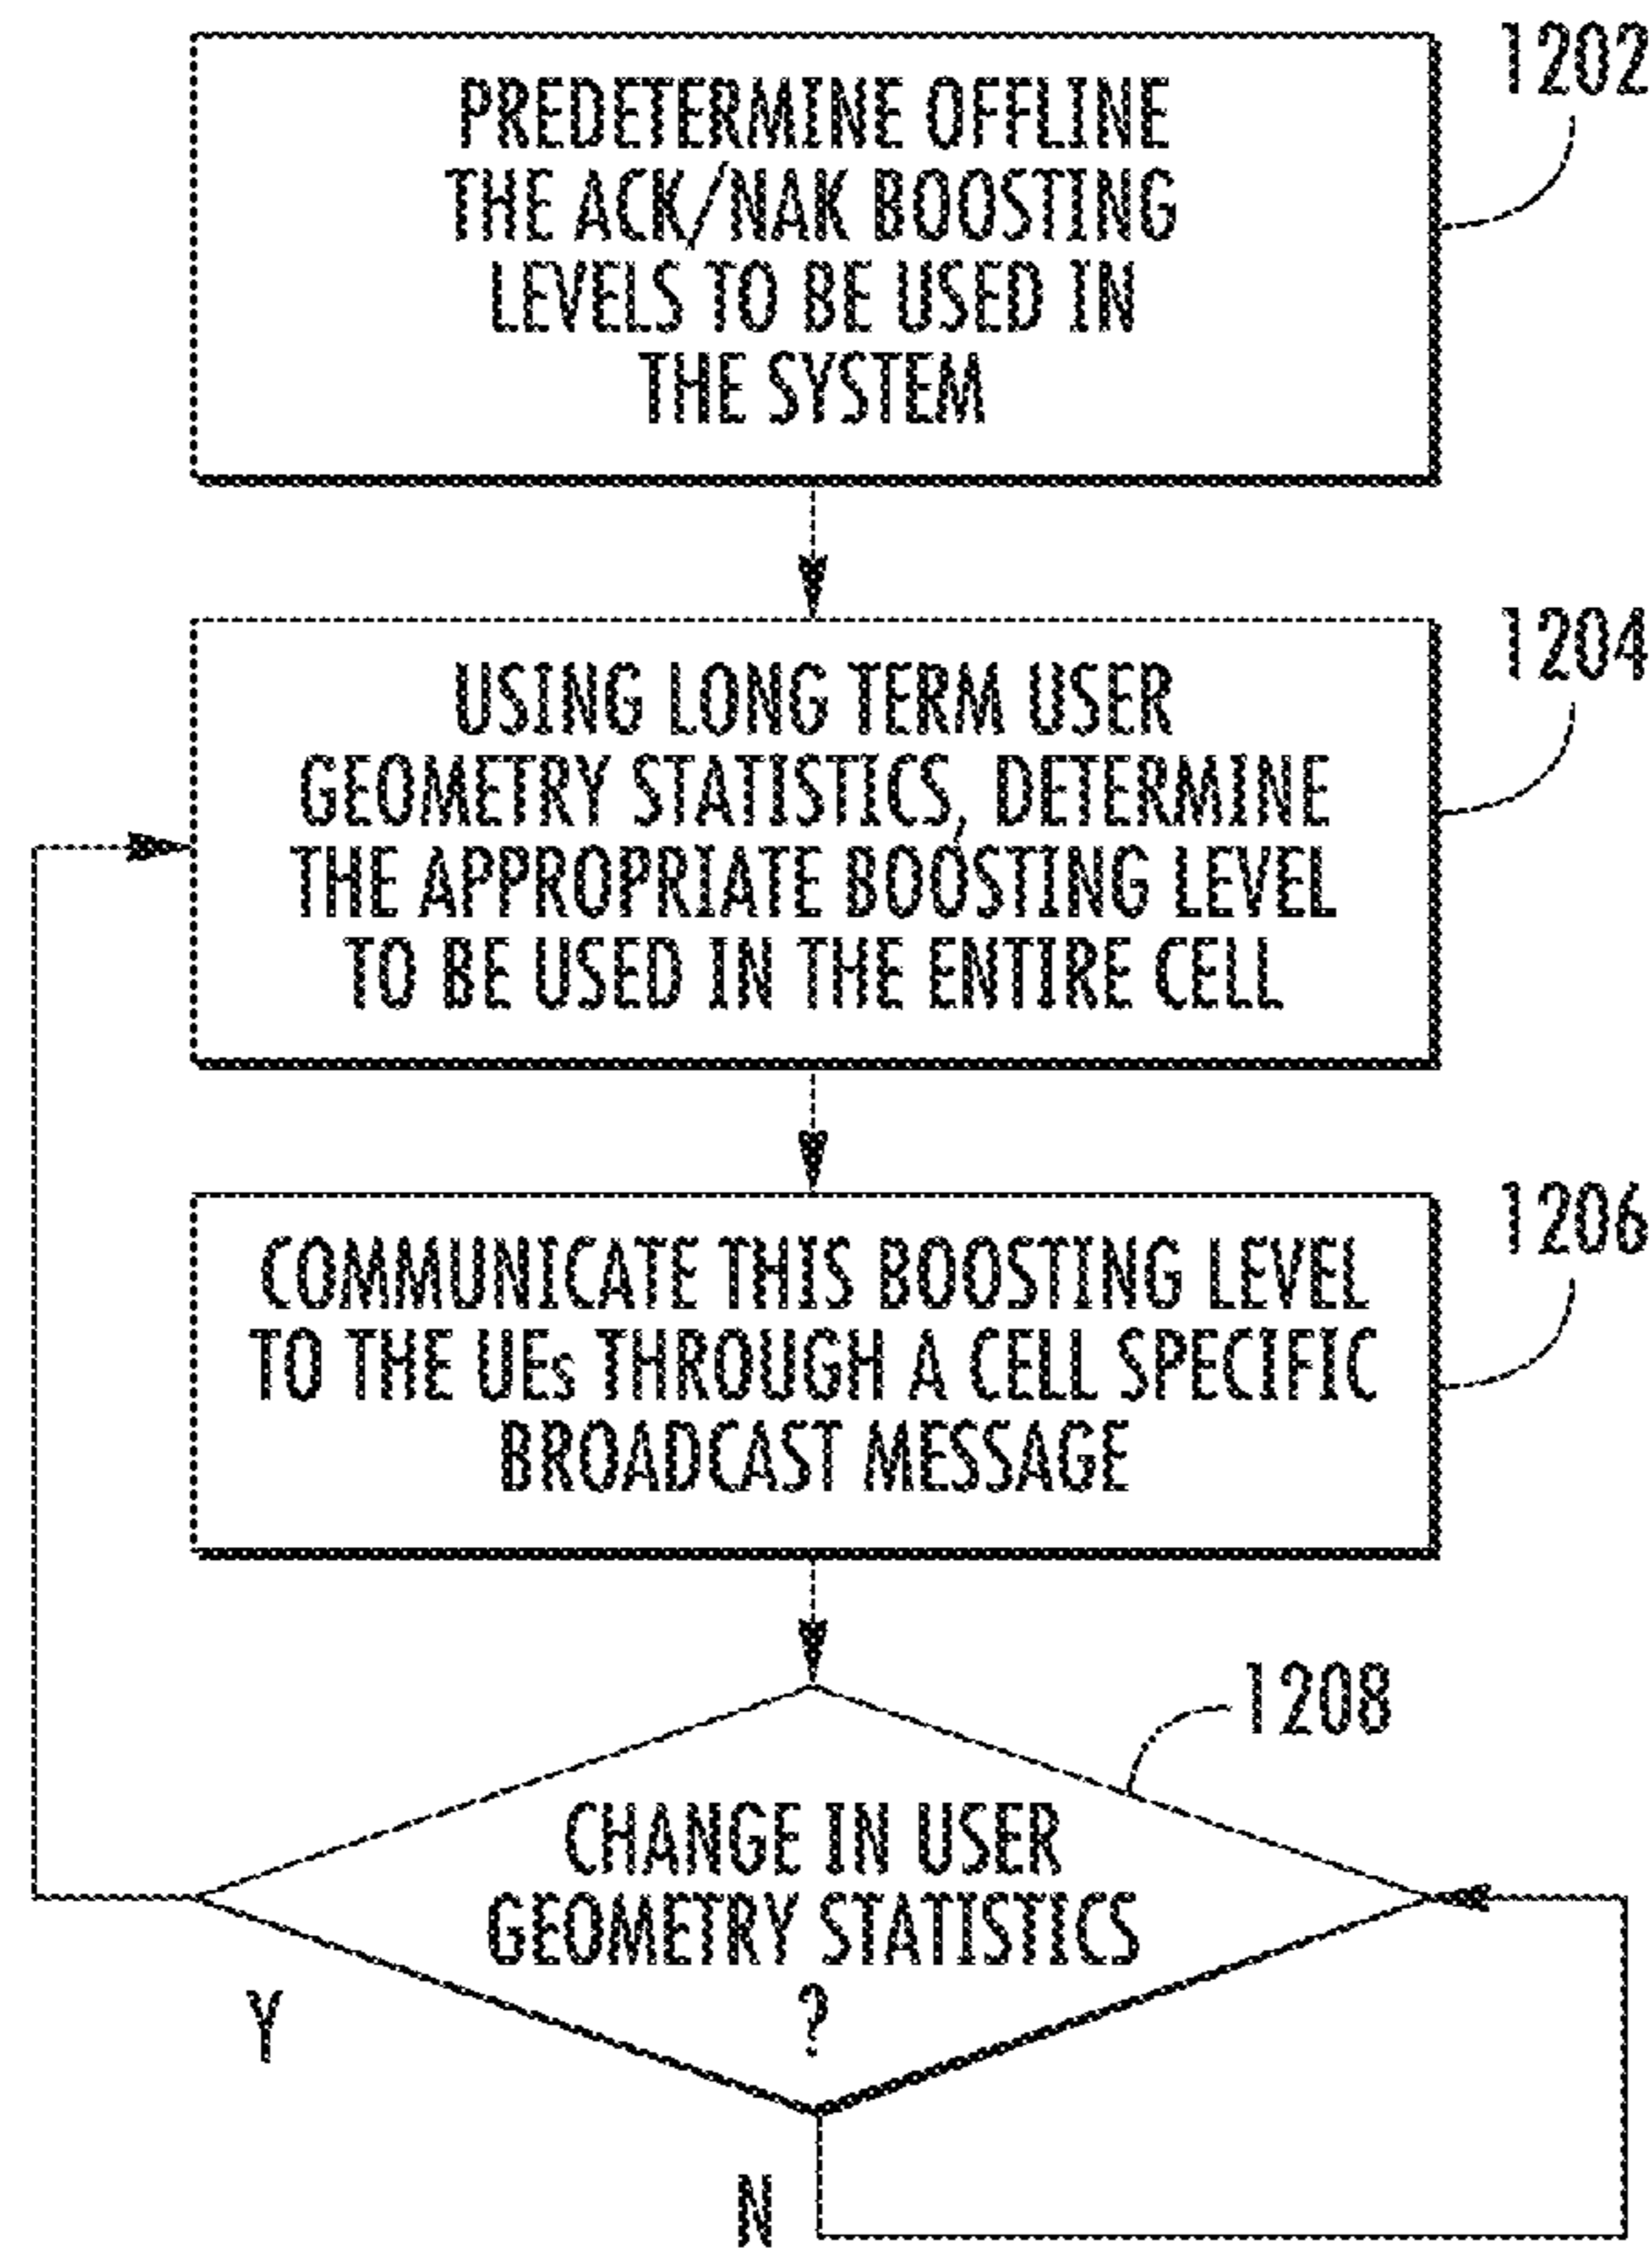 1202
PREDETERMINE OFFLINE
THE ACK/NAK BOOSTING
LEVELS TO BE USED IN
THE SYSTEM
1204
USING LONG TERM USER
GEOMETRY STATISTICS, DETERMINE
THE APPROPRIATE BOOSTING LEVEL
TO BE USED IN THE ENTIRE CELL
1206
COMMUNICATE THIS BOOSTING LEVEL
TO THE UEs THROUGH A CELL SPECIFIC
BROADCAST MESSAGE
1208
CHANGE IN USER
GEOMETRY STATISTICS
?
Y
N